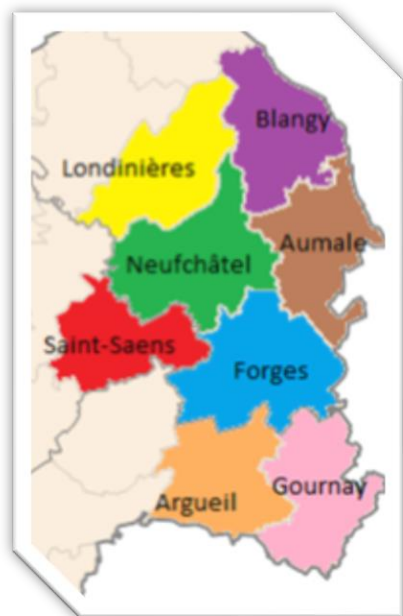 Blangy
Londinières
Aumale
Neufchâtel
Saint-Saens
Forges
Gournay
Argueil